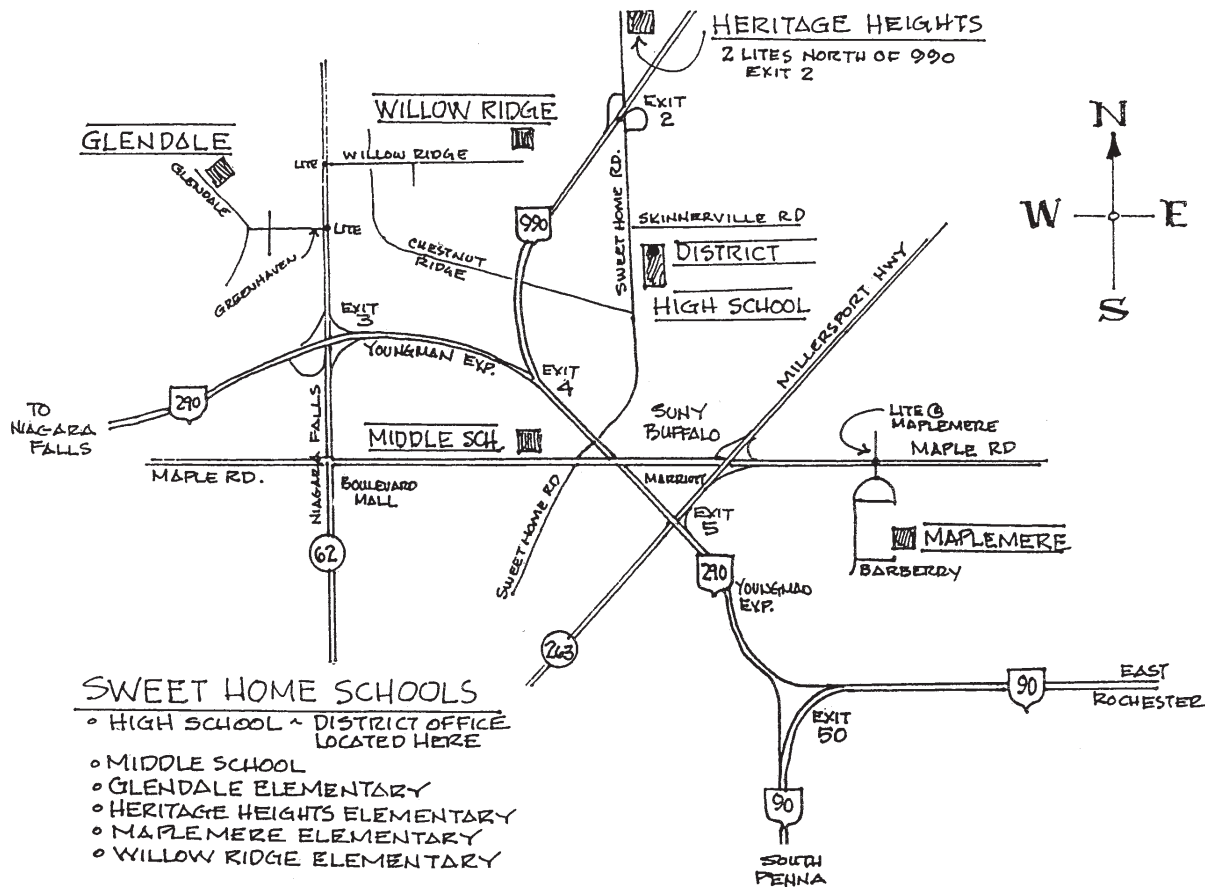 HERITAGE HEIGHTS
2 LITES NORTH OF 990
EXIT 2
WILLOW RIDGE
GLENDALE
EXIT
2
LITE
WILLOW RIDGE
GLENDALE
SWEET HOME RD.
N
W
E
S
990
SKINNERVILLE RD
LITE
CHESTNUT
RIDGE
DISTRICT
HIGH SCHOOL
GREENHAVEN
MILLERSPORT HWY
EXIT
3
YOUNGMAN EXP.
EXIT
4
290
TO
NIAGARA
FALLS
NIAGARA FALLS
MIDDLE SCH.
SUNY
BUFFALO
LITE @
MAPLEMERE
MAPLE RD
MAPLE RD.
BOULEVARD
MALL
MARRIOTT
SWEET HOME RD
EXIT
5
MAPLEMERE
BARBERRY
62
290
YOUNGMAD
EXP.
263
SWEET HOME SCHOOLS
• HIGH SCHOOL ~ DISTRICT OFFICE
LOCATED HERE
• MIDDLE SCHOOL
• GLENDALE ELEMENTARY
• HERITAGE HEIGHTS ELEMENTARY
• MAPLEMERE ELEMENTARY
• WILLOW RIDGE ELEMENTARY
90
EAST
ROCHESTER
EXIT
50
90
SOUTH
PENNA